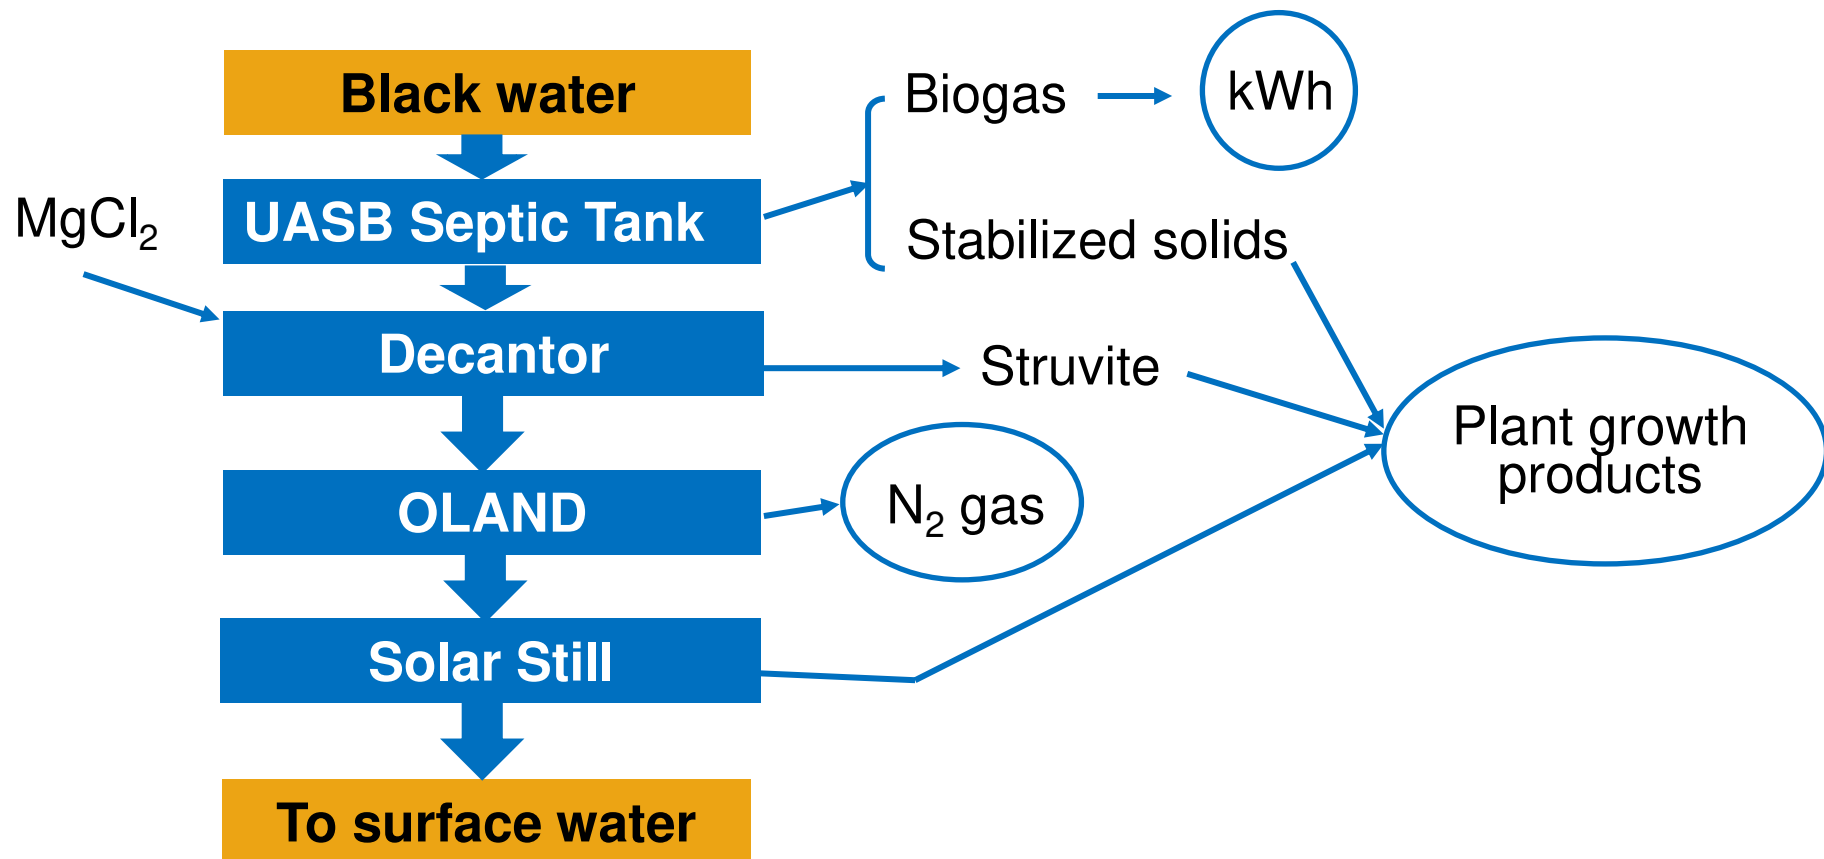 Black water
Biogas
kWh
MgCl₂
UASB Septic Tank
Stabilized solids
Decantor
Struvite
Plant growth
products
OLAND
N₂ gas
Solar Still
To surface water